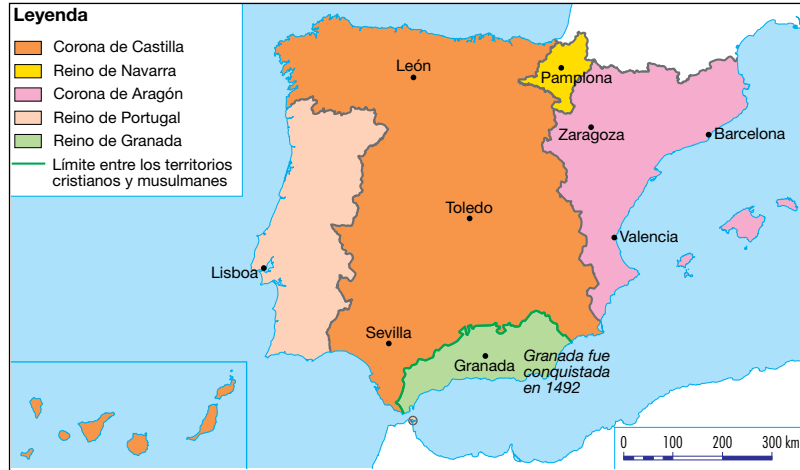 Leyenda
Corona de Castilla
Reino de Navarra
Corona de Aragón
Reino de Portugal
Reino de Granada
Límite entre los territorios
cristianos y musulmanes
León
Pamplona
Zaragoza
Barcelona
Toledo
Valencia
Lisboa
Sevilla
Granada
Granada fue
conquistada
en 1492
0 100 200 300 km